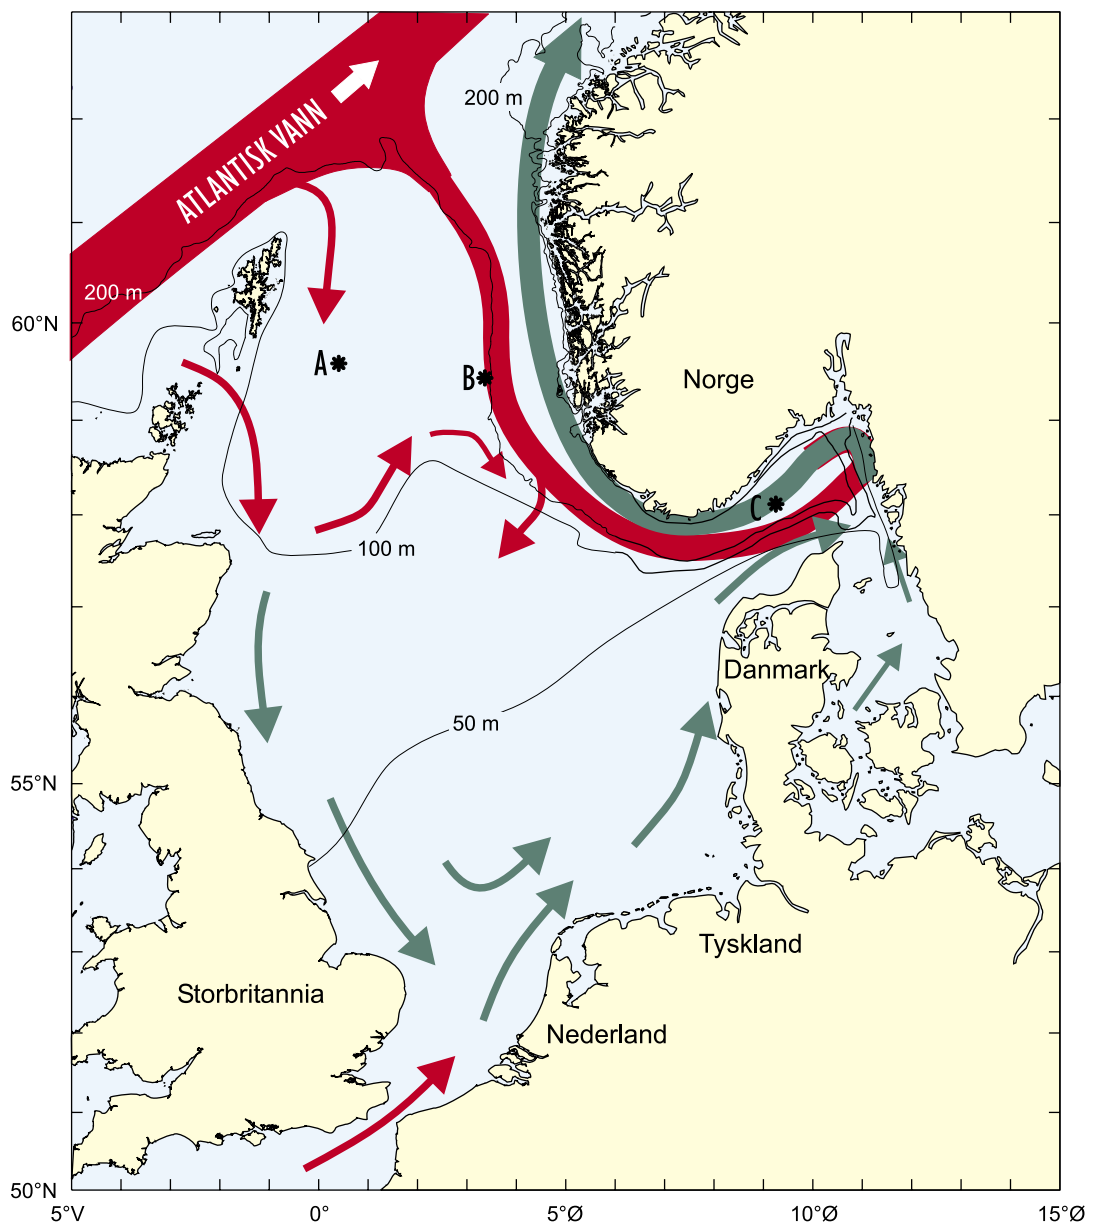 200 m
ATLANTISK VANN
200 m
60°N
A
B
Norge
C
100 m
Danmark
50 m
55°N
Tyskland
Storbritannia
Nederland
50°N
5°V
0°
5°Ø
10°Ø
15°Ø